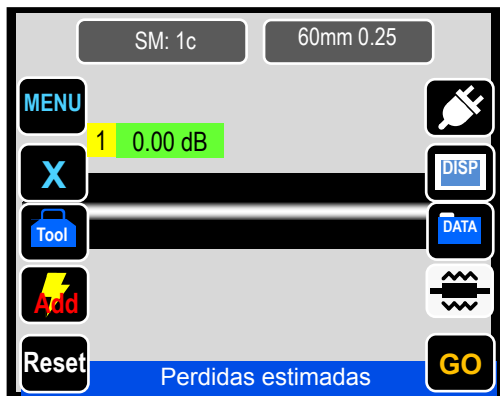 SM: 1c
60mm 0.25
MENU
1 0.00 dB
X
DISP
Tool
DATA
Add
Reset
Perdidas estimadas
GO